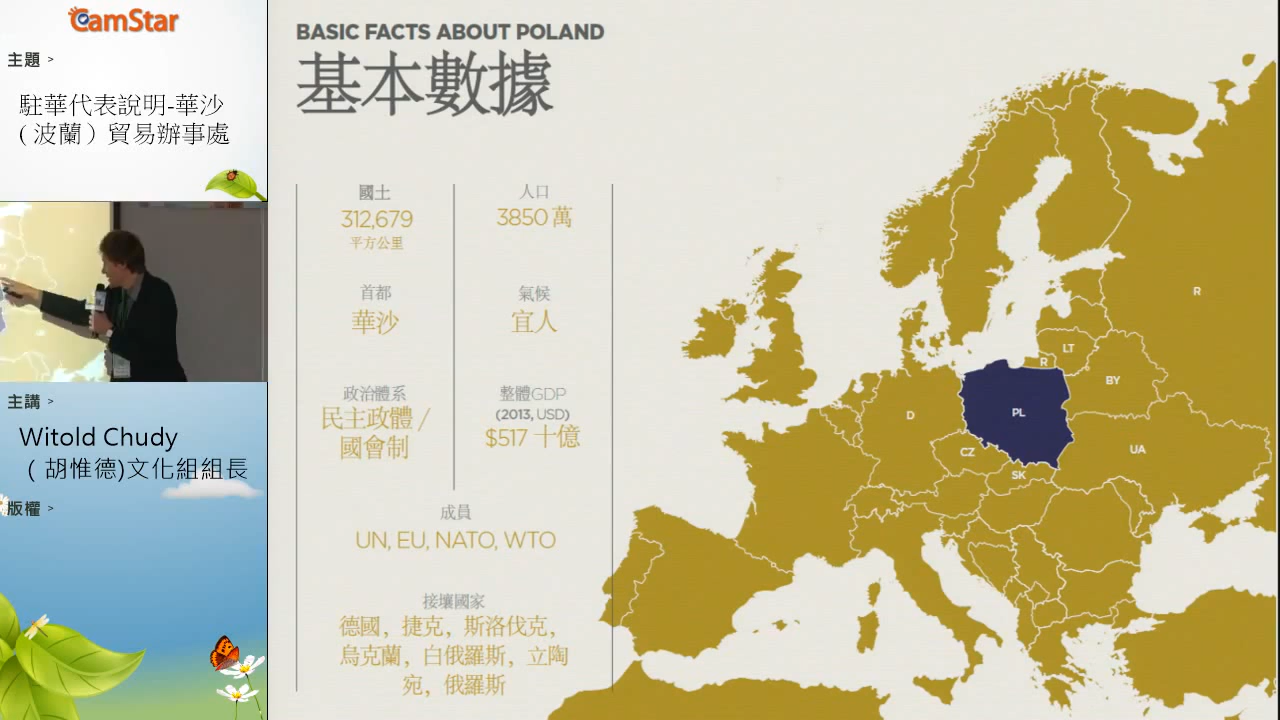 CamStar
主題 >
駐華代表說明-華沙
（波蘭）貿易辦事處
主講 >
Witold Chudy
（胡惟德)文化組組長
版權 >
BASIC FACTS ABOUT POLAND
基本數據
國土
312,679
平方公里
人口
3850 萬
首都
華沙
氣候
宜人
政治體系
民主政體 /
國會制
整體GDP
(2013, USD)
$517 十億
成員
UN, EU, NATO, WTO
接壤國家
德國，捷克，斯洛伐克，
烏克蘭，白俄羅斯，立陶
宛，俄羅斯
R
LT
R
BY
PL
D
UA
CZ
SK